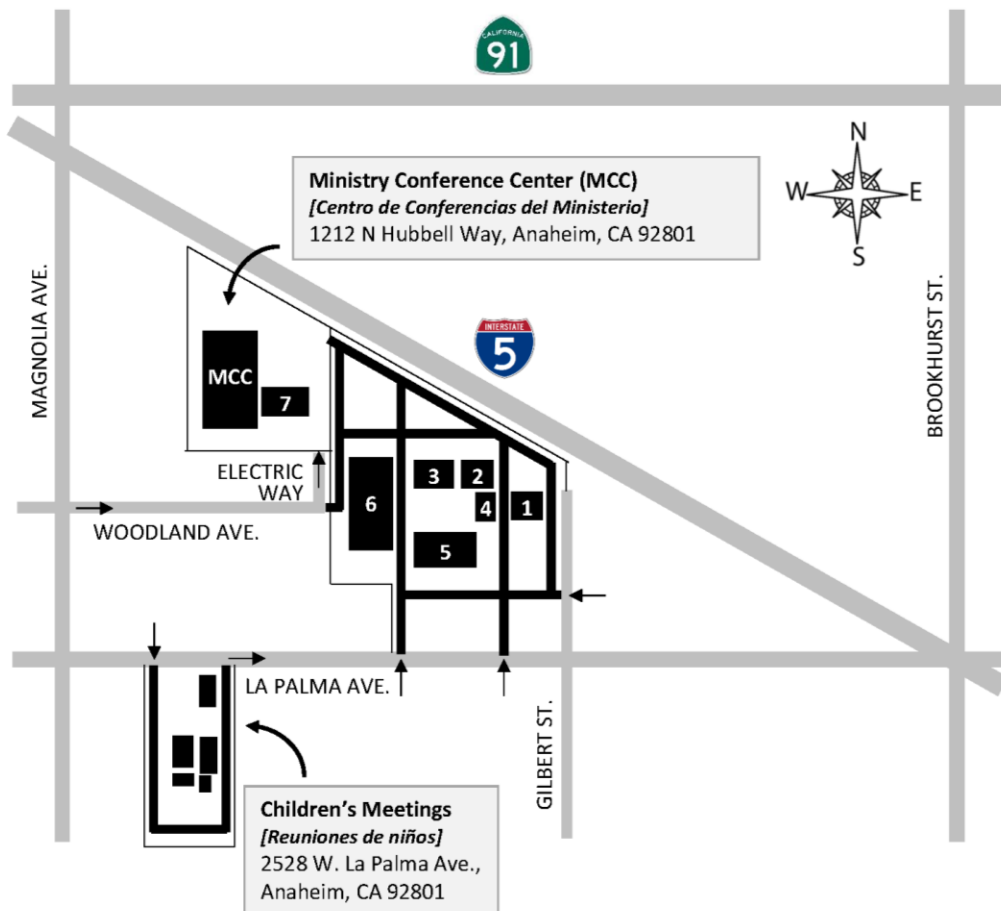 CALIFORNIA
91
N
W
E
S
Ministry Conference Center (MCC)
[Centro de Conferencias del Ministerio]
1212 N Hubbell Way, Anaheim, CA 92801
MAGNOLIA AVE.
BROOKHURST ST.
INTERSTATE
5
MCC
7
ELECTRIC
WAY
3
2
6
4
1
WOODLAND AVE.
5
LA PALMA AVE.
GILBERT ST.
Children’s Meetings
[Reuniones de niños]
2528 W. La Palma Ave.,
Anaheim, CA 92801